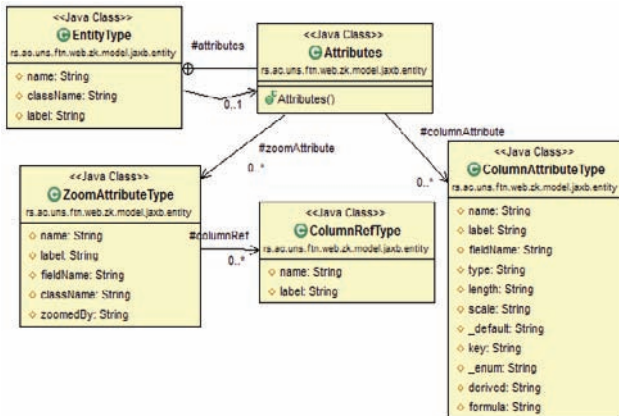 <<Java Class>>
EntityType
rs.ac.uns.ftn.web.zk.model.jaxb.entity
name: String
className: String
label: String
#attributes
0..1
<<Java Class>>
Attributes
rs.ac.uns.ftn.web.zk.model.jaxb.entity
Attributes()
#zoomAttribute
0..*
#columnAttribute
0..*
<<Java Class>>
ZoomAttributeType
rs.ac.uns.ftn.web.zk.model.jaxb.entity
name: String
label: String
fieldName: String
className: String
zoomedBy: String
#columnRef
0..*
<<Java Class>>
ColumnRefType
rs.ac.uns.ftn.web.zk.model.jaxb.entity
name: String
label: String
<<Java Class>>
ColumnAttributeType
rs.ac.uns.ftn.web.zk.model.jaxb.entity
name: String
label: String
fieldName: String
type: String
length: String
scale: String
_default: String
key: String
_enum: String
derived: String
formula: String